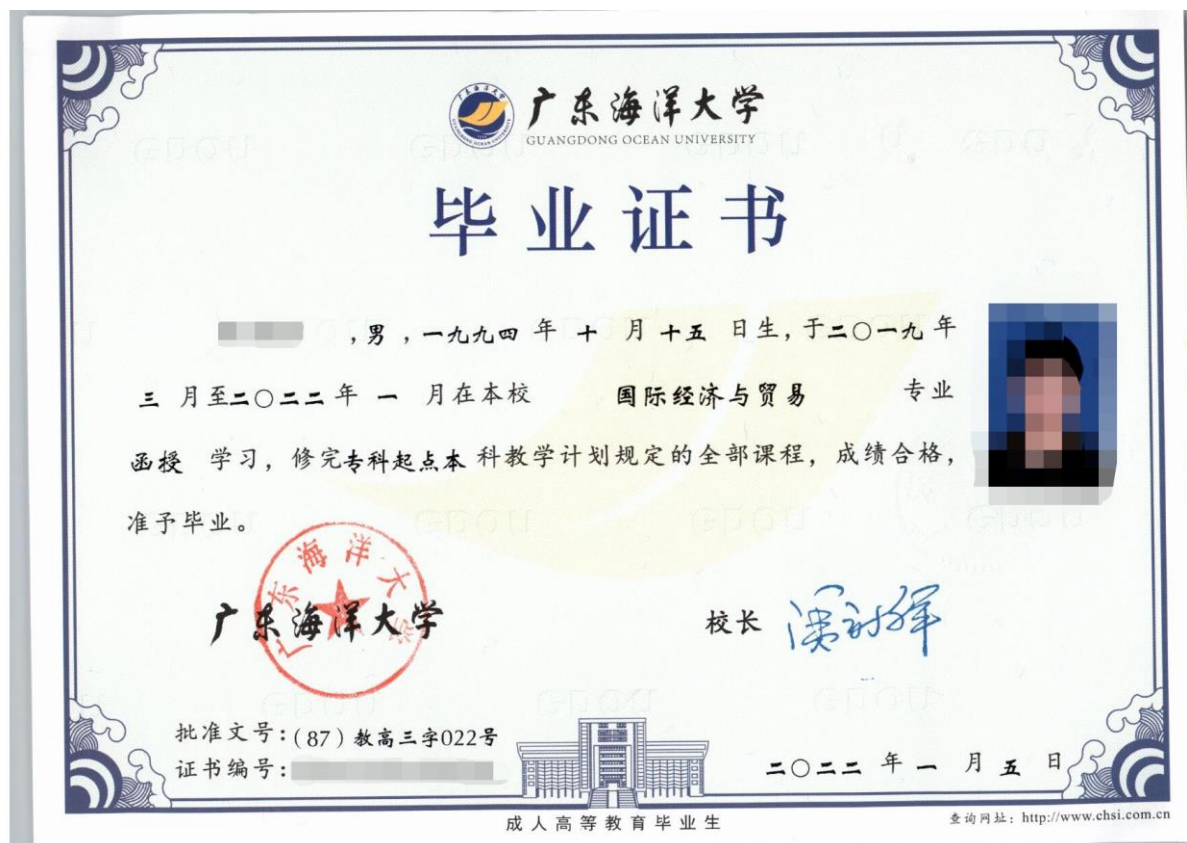 广东海洋大学
GUANGDONG OCEAN UNIVERSITY
毕业证书
,男,一九九四年十月十五日生,于二〇一九年
三月至二〇二二年一月在本校 国际经济与贸易 专业
函授 学习,修完专科起点本科教学计划规定的全部课程,成绩合格,
准予毕业。
广东海洋大学
广东海洋大学
校长
批准文号:(87)教高三字022号
证书编号:
二〇二二年一月五日
成人高等教育毕业生
查询网址:http://www.chsi.com.cn